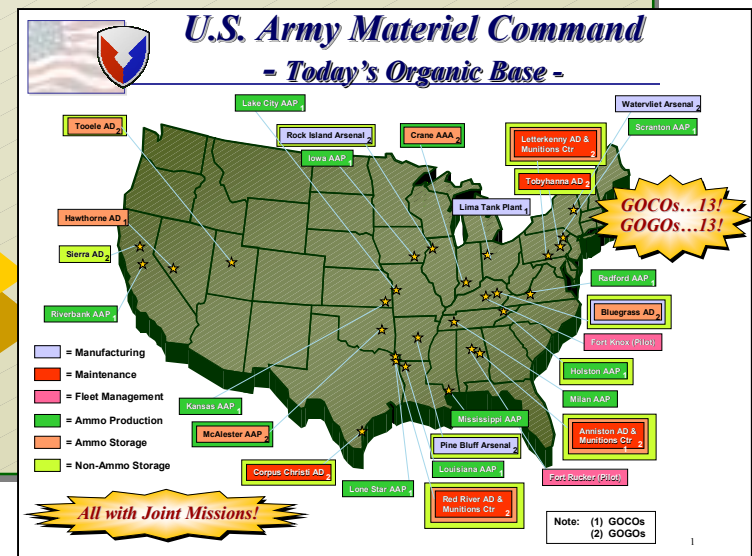 U.S. Army Materiel Command
- Today's Organic Base -
Lake City AAP 1
Watervliet Arsenal 2
Tooele AD 2
Rock Island Arsenal 2
Crane AAA 2
Letterkenny AD &
Munitions Ctr 2
Scranton AAP 1
Iowa AAP 1
Tobyhanna AD 2
Hawthorne AD 1
Lima Tank Plant 1
GOCOs...13!
GOGOs...13!
Sierra AD 2
Radford AAP 1
Riverbank AAP 1
Bluegrass AD 2
Fort Knox (Pilot)
= Manufacturing
= Maintenance
= Fleet Management
= Ammo Production
= Ammo Storage
= Non-Ammo Storage
Holston AAP 1
Kansas AAP 1
Milan AAP
Mississippi AAP
McAlester AAP 2
Pine Bluff Arsenal 2
Anniston AD &
Munitions Ctr
1 2
Corpus Christi AD 2
Louisiana AAP 1
Fort Rucker (Pilot)
Lone Star AAP 1
Red River AD &
Munitions Ctr
2
All with Joint Missions!
Note: (1) GOCOs
(2) GOGOs
1